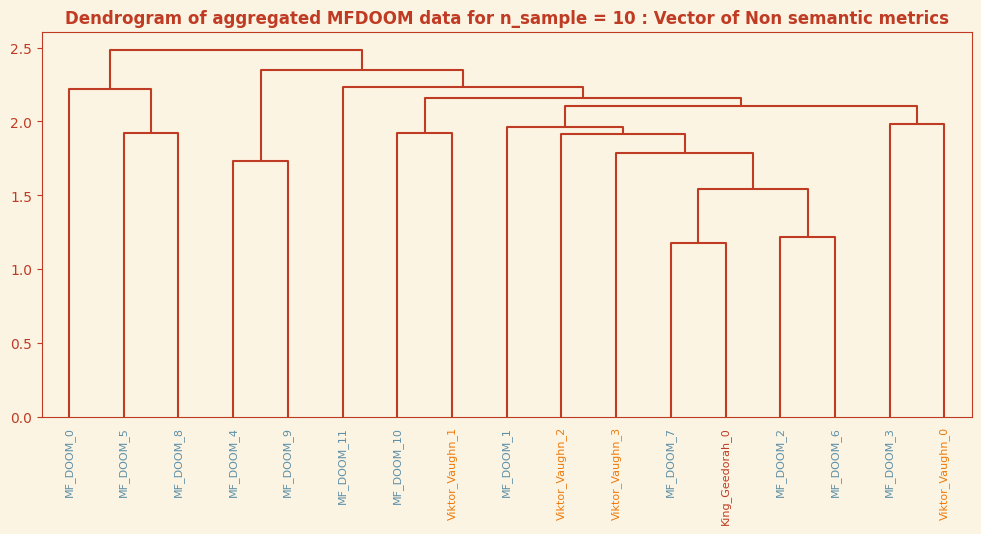 Dendrogram of aggregated MFDOOM data for n_sample = 10 : Vector of Non semantic metrics
2.5
2.0
1.5
1.0
0.5
0.0
MF_DOOM_0
MF_DOOM_5
MF_DOOM_8
MF_DOOM_4
MF_DOOM_9
MF_DOOM_11
MF_DOOM_10
Viktor_Vaughn_1
MF_DOOM_1
Viktor_Vaughn_2
Viktor_Vaughn_3
MF_DOOM_7
King_Geedorah_0
MF_DOOM_2
MF_DOOM_6
MF_DOOM_3
Viktor_Vaughn_0